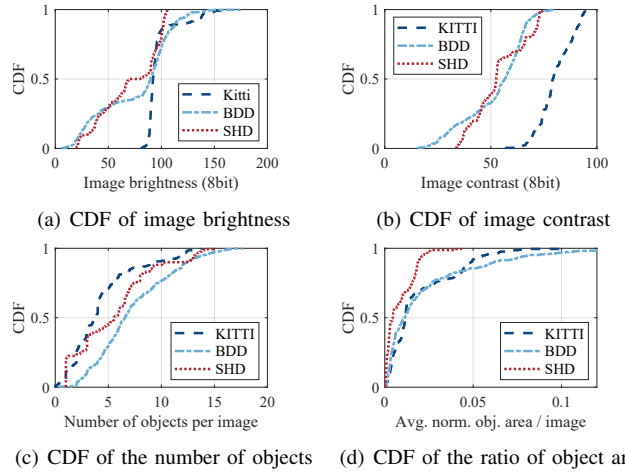 1
CDF
0.5
Kitti
BDD
SHD
0
0 50 100 150 200
Image brightness (8bit)
(a) CDF of image brightness
1
KITTI
BDD
SHD
CDF
0.5
0
0 50 100
Image contrast (8bit)
(b) CDF of image contrast
1
CDF
0.5
KITTI
BDD
SHD
0
0 5 10 15 20
Number of objects per image
(c) CDF of the number of objects
1
CDF
0.5
KITTI
BDD
SHD
0
0 0.05 0.1
Avg. norm. obj. area / image
(d) CDF of the ratio of object ar